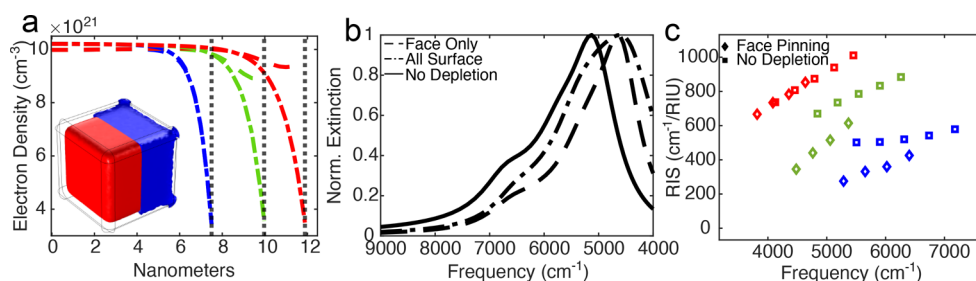 a
×10²¹
Electron Density (cm⁻³)
10
8
6
4
0 2 4 6 8 10 12
Nanometers
b
Face Only
All Surface
No Depletion
Norm. Extinction
1
0.8
0.6
0.4
0.2
0
9000 8000 7000 6000 5000 4000
Frequency (cm⁻¹)
c
Face Pinning
No Depletion
RIS (cm⁻¹/RIU)
1000
800
600
400
200
0
4000 5000 6000 7000
Frequency (cm⁻¹)